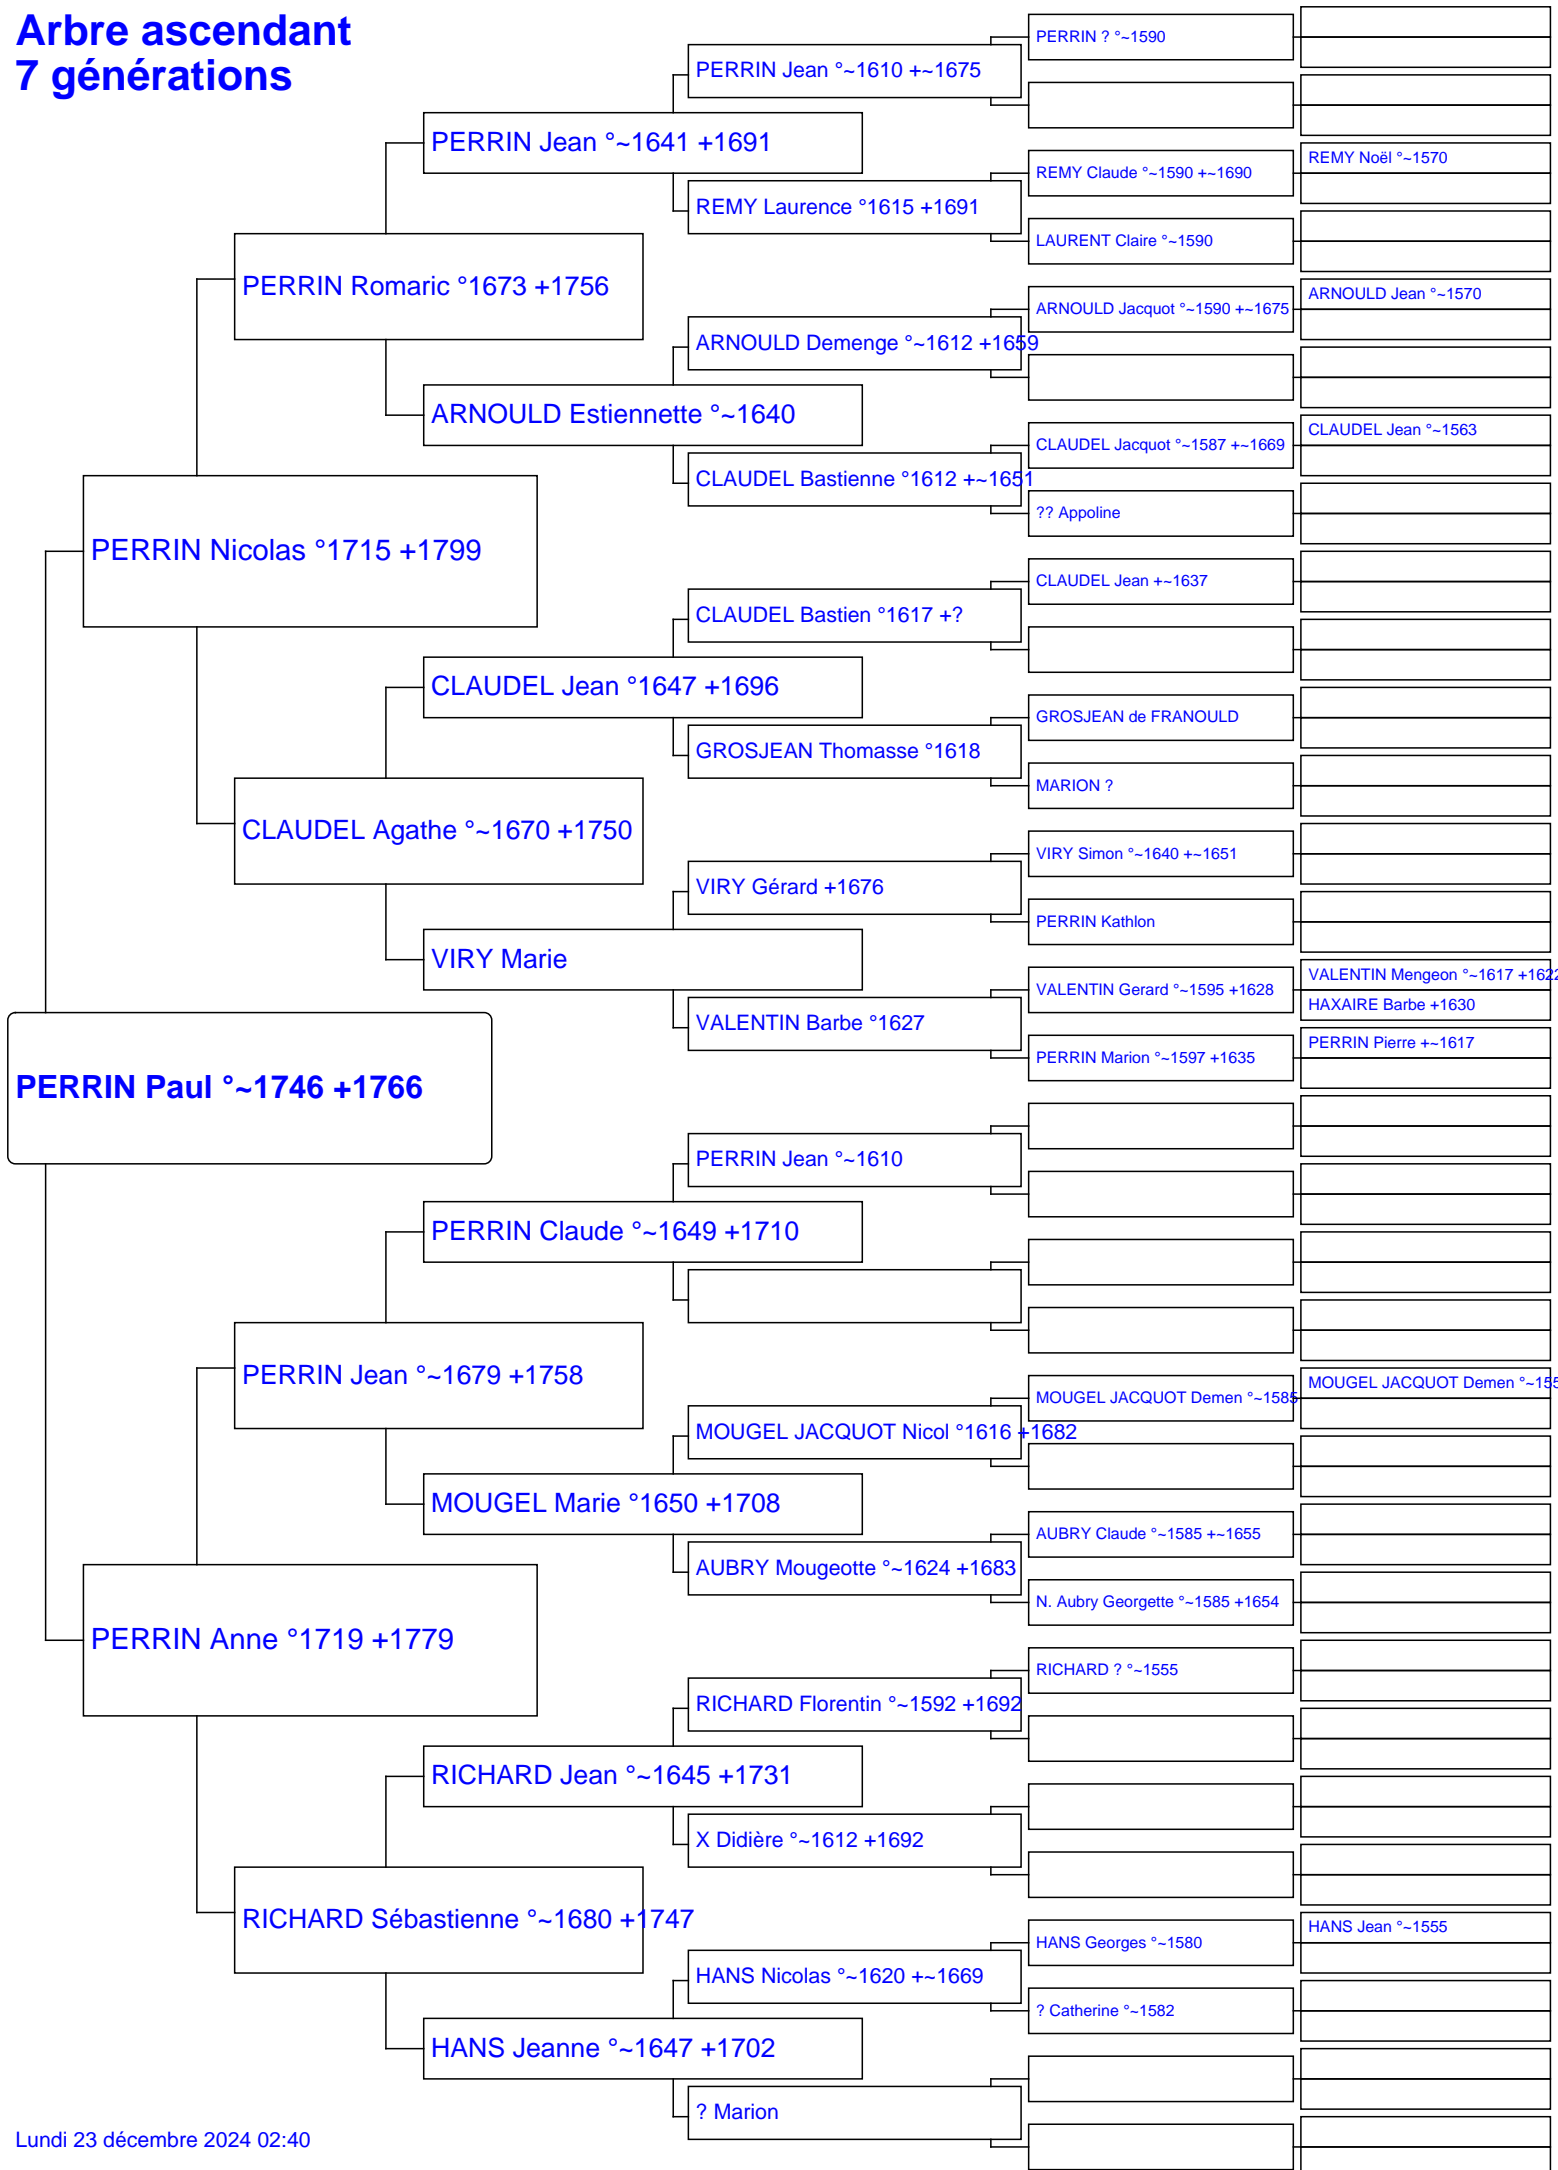 Arbre ascendant
7 générations
PERRIN ? °~1590
PERRIN Jean °~1610 +~1675
PERRIN Jean °~1641 +1691
REMY Noël °~1570
REMY Claude °~1590 +~1690
REMY Laurence °1615 +1691
LAURENT Claire °~1590
PERRIN Romaric °1673 +1756
ARNOULD Jean °~1570
ARNOULD Jacquot °~1590 +~1675
ARNOULD Demenge °~1612 +1659
ARNOULD Estiennette °~1640
CLAUDEL Jean °~1563
CLAUDEL Jacquot °~1587 +~1669
CLAUDEL Bastienne °1612 +~1651
?? Appoline
PERRIN Nicolas °1715 +1799
CLAUDEL Jean +~1637
CLAUDEL Bastien °1617 +?
CLAUDEL Jean °1647 +1696
GROSJEAN de FRANOULD
GROSJEAN Thomasse °1618
MARION ?
CLAUDEL Agathe °~1670 +1750
VIRY Simon °~1640 +~1651
VIRY Gérard +1676
PERRIN Kathlon
VIRY Marie
VALENTIN Mengeon °~1617 +1622
VALENTIN Gerard °~1595 +1628
HAXAIRE Barbe +1630
VALENTIN Barbe °1627
PERRIN Pierre +~1617
PERRIN Marion °~1597 +1635
PERRIN Paul °~1746 +1766
PERRIN Jean °~1610
PERRIN Claude °~1649 +1710
PERRIN Jean °~1679 +1758
MOUGEL JACQUOT Demen °~155
MOUGEL JACQUOT Demen °~1585
MOUGEL JACQUOT Nicol °1616 +1682
MOUGEL Marie °1650 +1708
AUBRY Claude °~1585 +~1655
AUBRY Mougeotte °~1624 +1683
N. Aubry Georgette °~1585 +1654
PERRIN Anne °1719 +1779
RICHARD ? °~1555
RICHARD Florentin °~1592 +1692
RICHARD Jean °~1645 +1731
X Didière °~1612 +1692
RICHARD Sébastienne °~1680 +1747
HANS Jean °~1555
HANS Georges °~1580
HANS Nicolas °~1620 +~1669
? Catherine °~1582
HANS Jeanne °~1647 +1702
? Marion
Lundi 23 décembre 2024 02:40